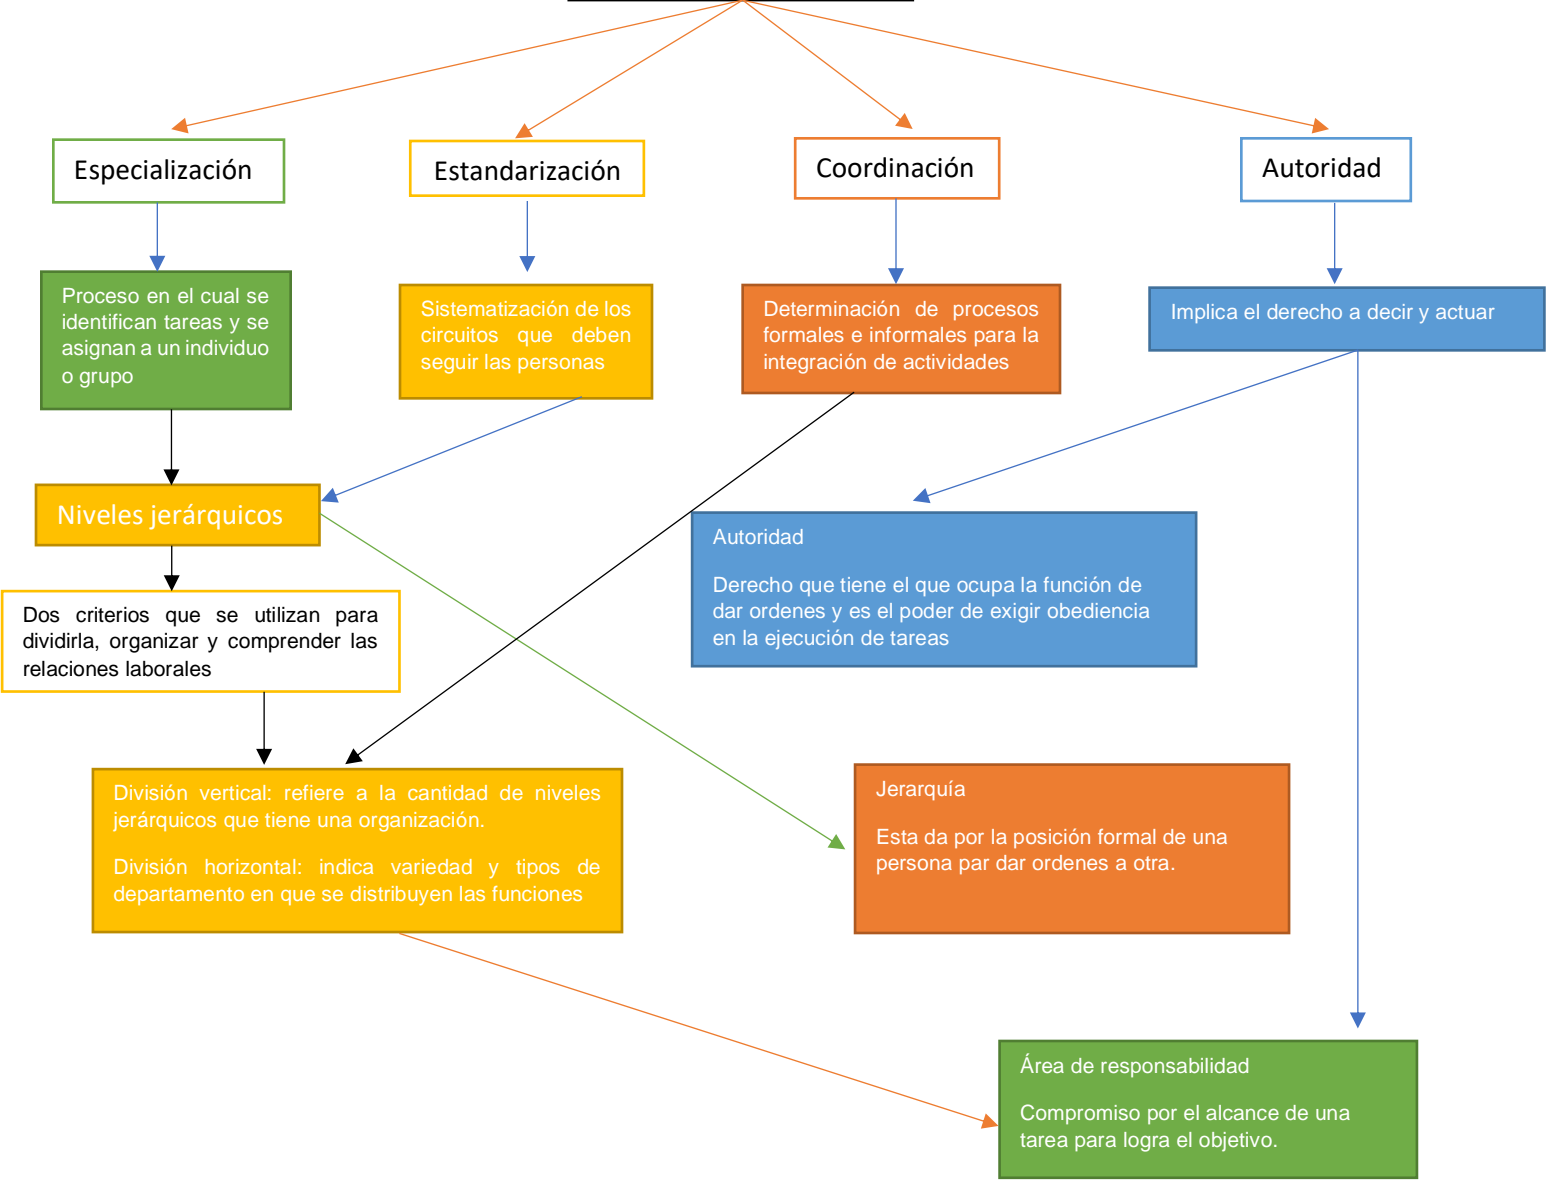 Especialización
Estandarización
Coordinación
Autoridad
Proceso en el cual se
identifican tareas y se
asignan a un individuo
o grupo
Sistematización de los
circuitos que deben
seguir las personas
Determinación de procesos
formales e informales para la
integración de actividades
Implica el derecho a decir y actuar
Niveles jerárquicos
Autoridad
Derecho que tiene el que ocupa la función de
dar ordenes y es el poder de exigir obediencia
en la ejecución de tareas
Dos criterios que se utilizan para
dividirla, organizar y comprender las
relaciones laborales
División vertical: refiere a la cantidad de niveles
jerárquicos que tiene una organización.
División horizontal: indica variedad y tipos de
departamento en que se distribuyen las funciones
Jerarquía
Esta da por la posición formal de una
persona par dar ordenes a otra.
Área de responsabilidad
Compromiso por el alcance de una
tarea para logra el objetivo.